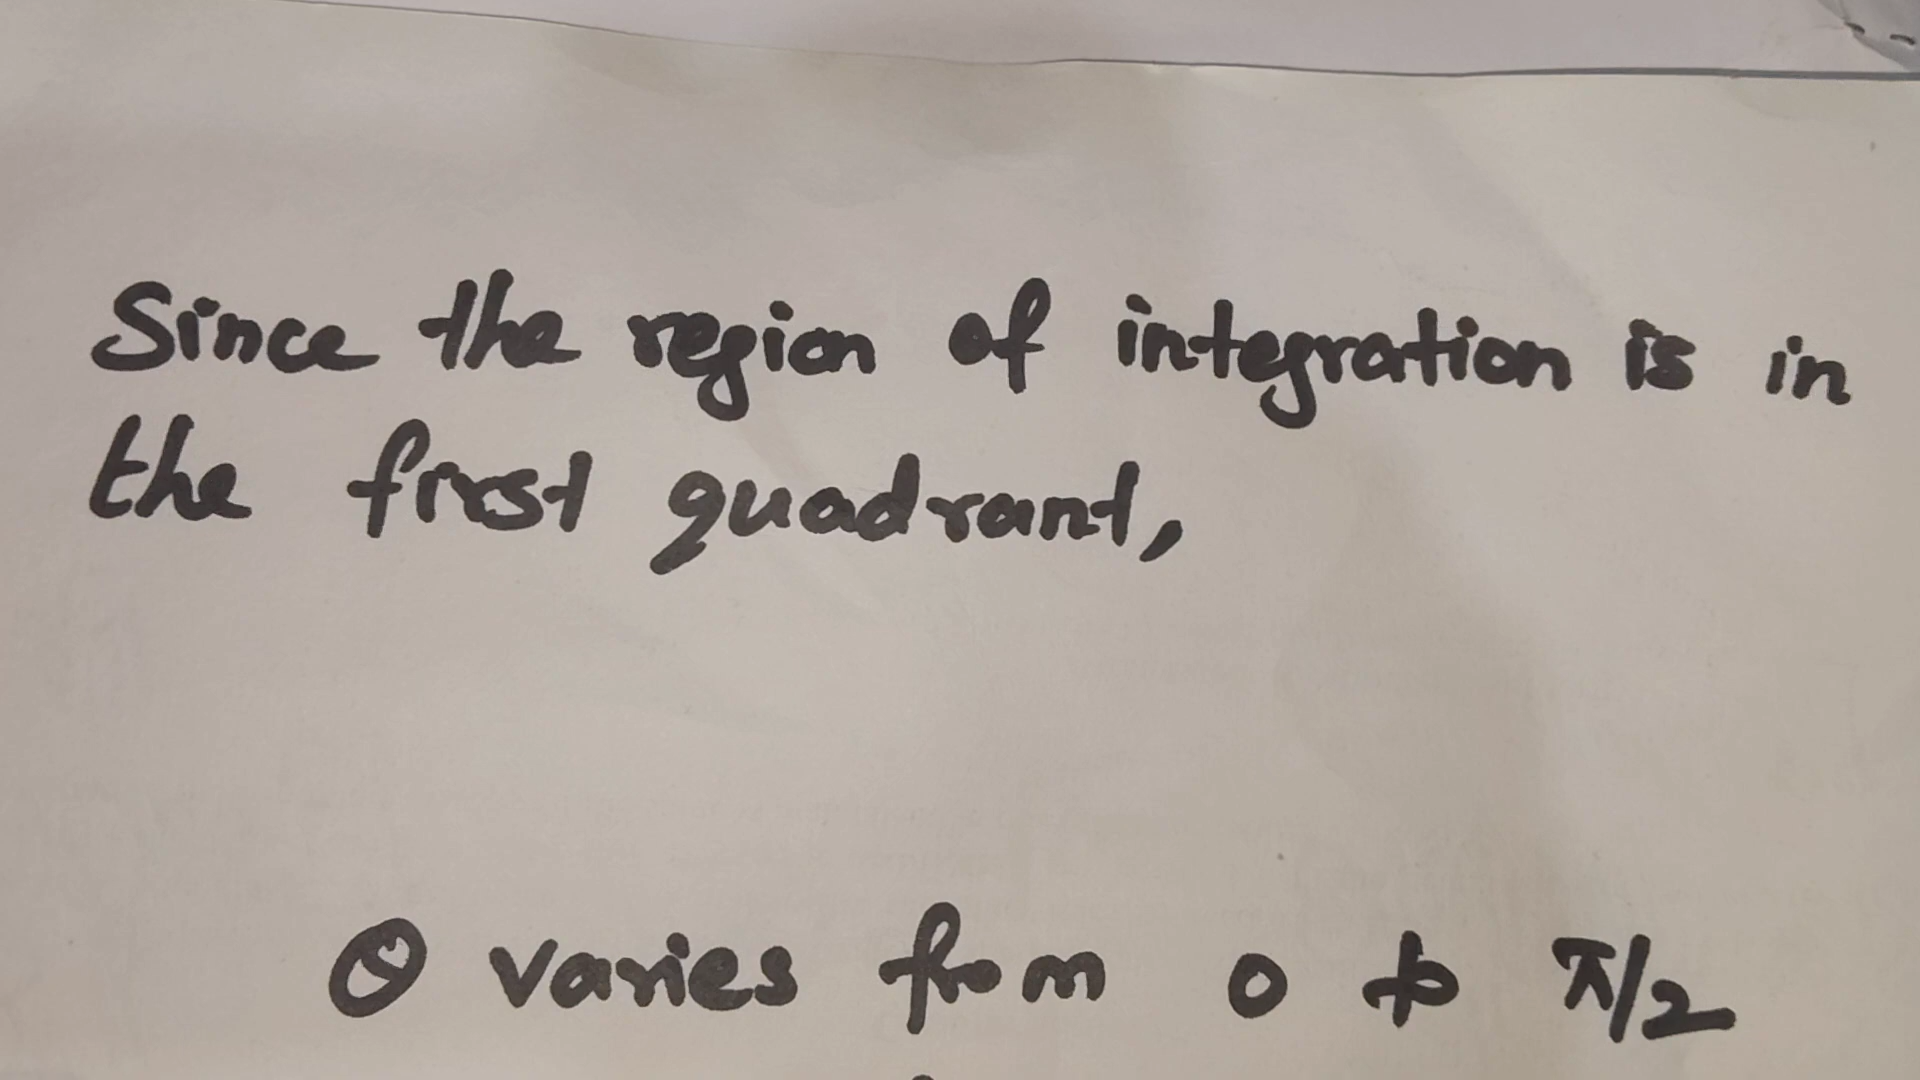 Since the region of integration is in
the first quadrant,
θ varies from 0 to π/2